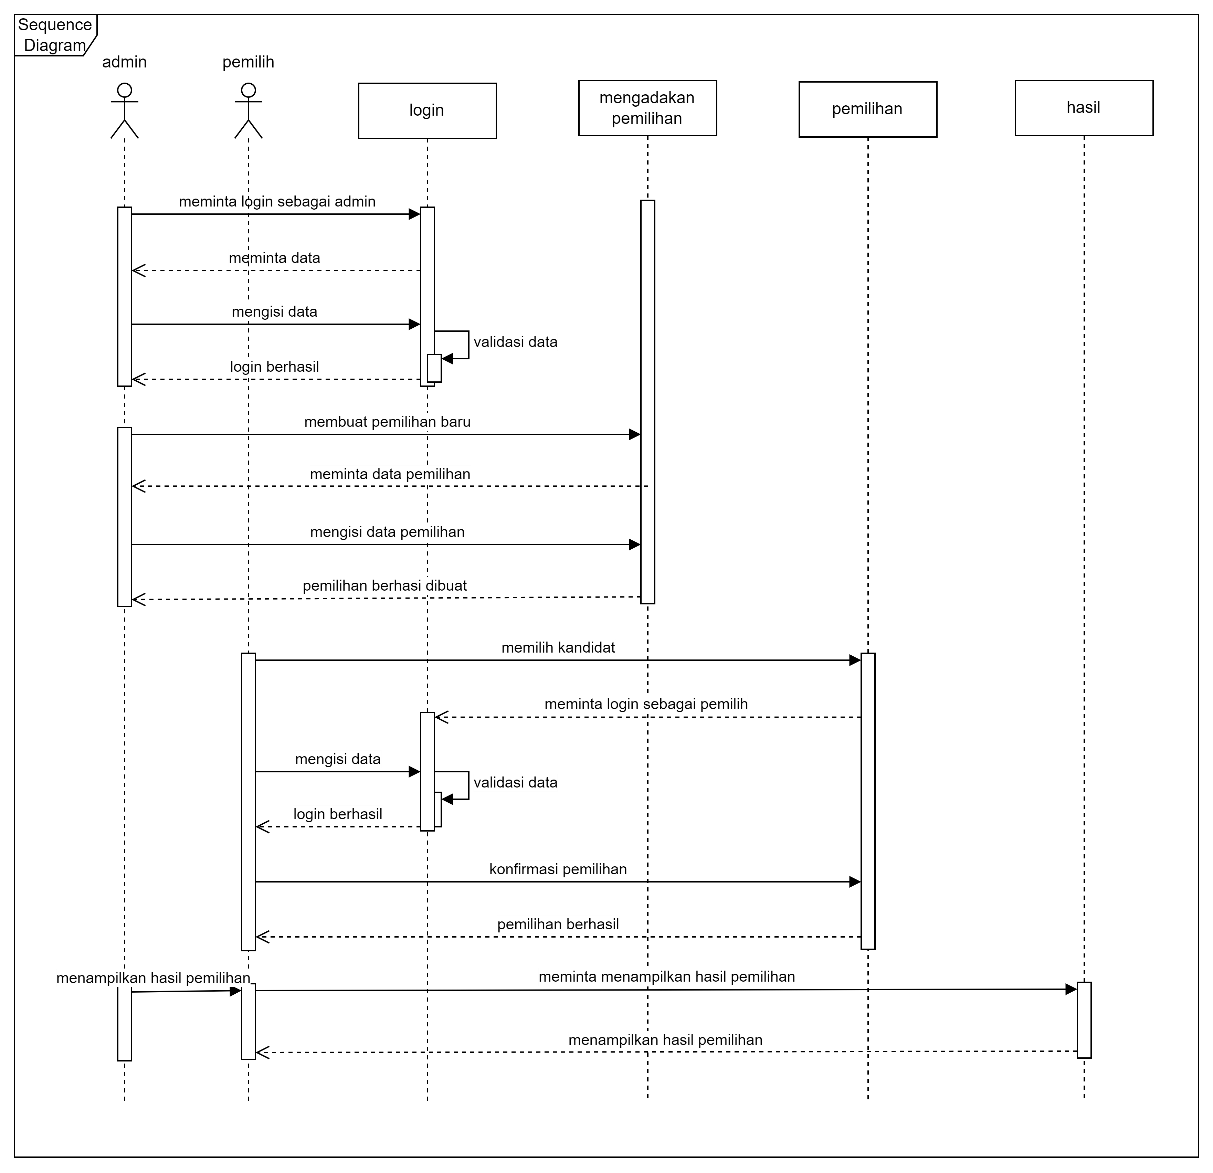 Sequence
Diagram
admin
pemilih
login
mengadakan
pemilihan
pemilihan
hasil
meminta login sebagai admin
meminta data
mengisi data
validasi data
login berhasil
membuat pemilihan baru
meminta data pemilihan
mengisi data pemilihan
pemilihan berhasi dibuat
memilih kandidat
meminta login sebagai pemilih
mengisi data
validasi data
login berhasil
konfirmasi pemilihan
pemilihan berhasil
menampilkan hasil pemilihan
meminta menampilkan hasil pemilihan
menampilkan hasil pemilihan